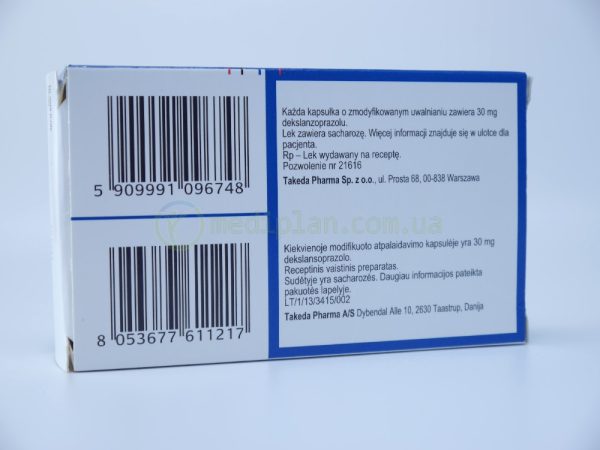 5 909991 096748
8 053677 611217
Każda kapsułka o zmodyfikowanym uwalnianiu zawiera 30 mg
dekslanzoprazolu.
Lek zawiera sacharozę. Więcej informacji znajduje się w ulotce dla
pacjenta.
Rp – Lek wydawany na receptę.
Pozwolenie nr 21616
Takeda Pharma Sp. z o.o., ul. Prosta 68, 00-838 Warszawa
mediplan.com.ua
Kiekvienoje modifikuoto atpalaidavimo kapsulėje yra 30 mg
dekslansoprazolo.
Receptinis vaistinis preparatas.
Sudėtyje yra sacharozės. Daugiau informacijos pateikta
pakuotės lapelyje.
LT/1/13/3415/002
Takeda Pharma A/S Dybendal Alle 10, 2630 Taastrup, Danija